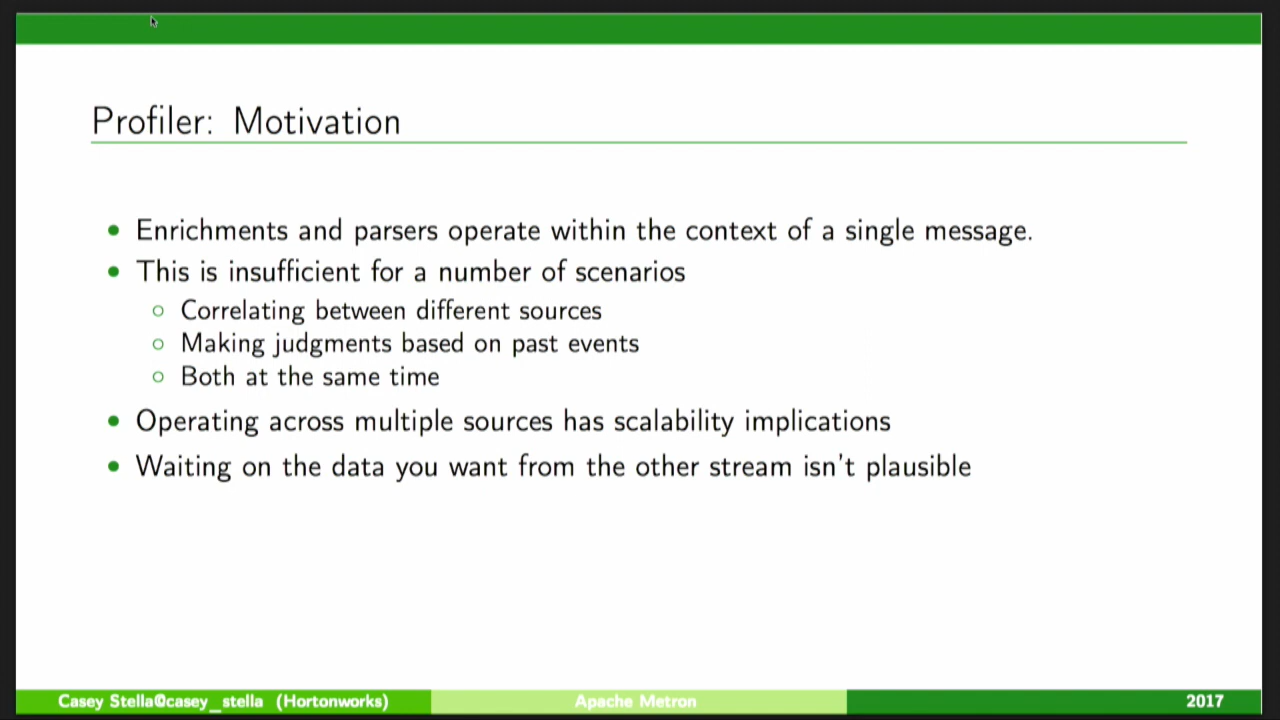 Profiler: Motivation
Enrichments and parsers operate within the context of a single message.
This is insufficient for a number of scenarios
Correlating between different sources
Making judgments based on past events
Both at the same time
Operating across multiple sources has scalability implications
Waiting on the data you want from the other stream isn't plausible
Casey Stella@casey_stella (Hortonworks) Apache Metron 2017